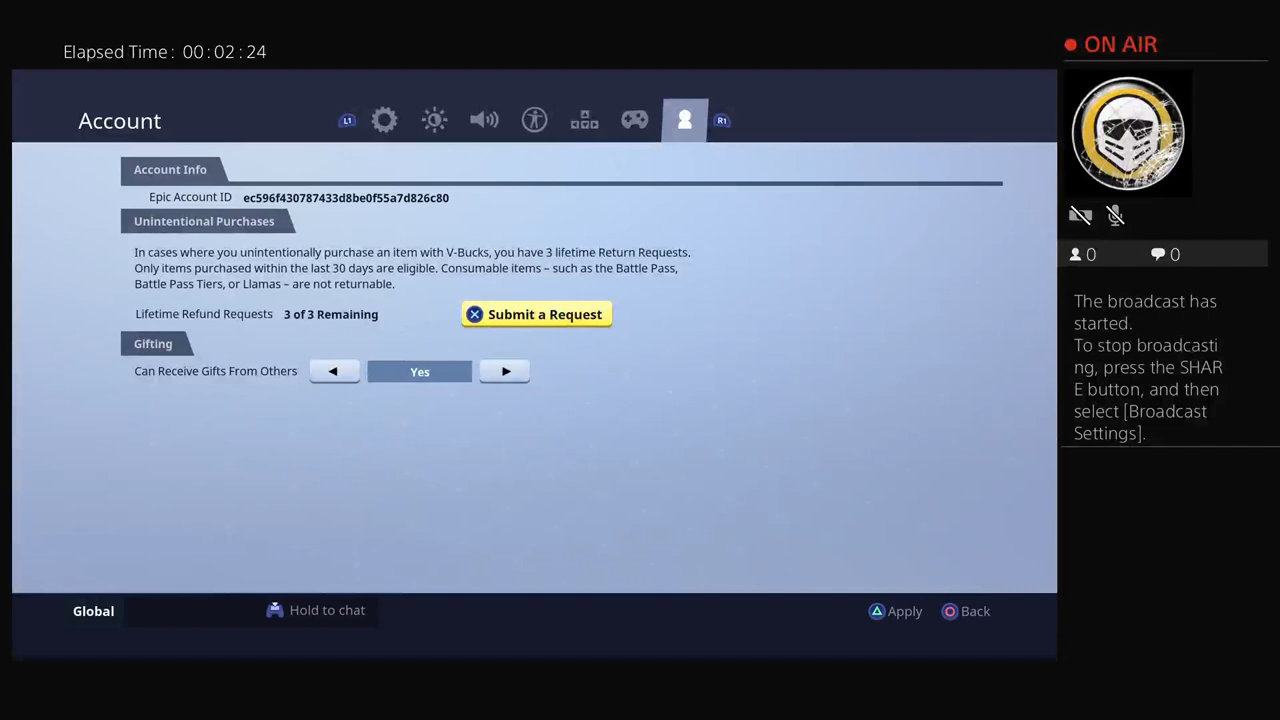 Elapsed Time: 00:02:24
ON AIR
Account
L1
R1
Account Info
Epic Account ID ec596f430787433d8be0f55a7d826c80
Unintentional Purchases
In cases where you unintentionally purchase an item with V-Bucks, you have 3 lifetime Return Requests.
Only items purchased within the last 30 days are eligible. Consumable items – such as the Battle Pass,
Battle Pass Tiers, or Llamas – are not returnable.
Lifetime Refund Requests 3 of 3 Remaining
Submit a Request
Gifting
Can Receive Gifts From Others
Yes
Global
Hold to chat
Apply
Back
0
0
The broadcast has
started.
To stop broadcasti
ng, press the SHAR
E button, and then
select [Broadcast
Settings].